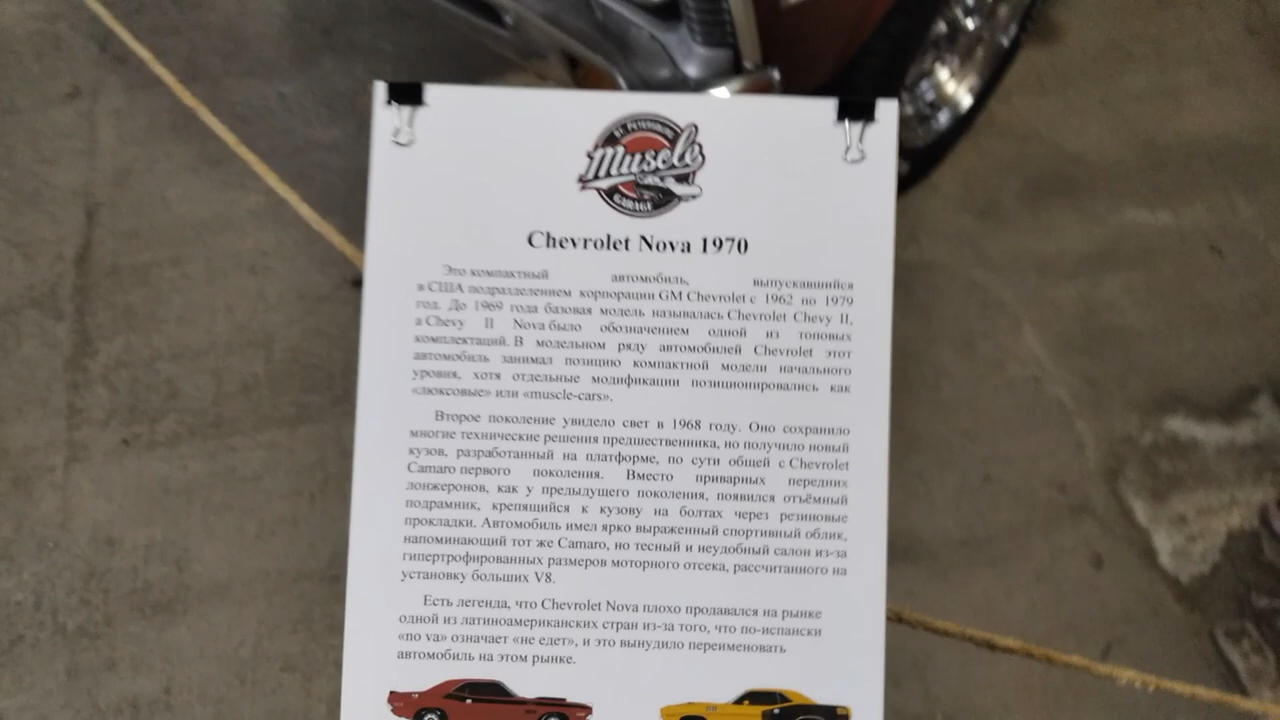 St. Petersburg
Muscle
GARAGE
Chevrolet Nova 1970
Это компактный автомобиль, выпускавшийся
в США подразделением корпорации GM Chevrolet с 1962 по 1979
год. До 1969 года базовая модель называлась Chevrolet Chevy II,
а Chevy II Nova было обозначением одной из топовых
комплектаций. В модельном ряду автомобилей Chevrolet этот
автомобиль занимал позицию компактной модели начального
уровня, хотя отдельные модификации позиционировались как
«люксовые» или «muscle-cars».
Второе поколение увидело свет в 1968 году. Оно сохранило
многие технические решения предшественника, но получило новый
кузов, разработанный на платформе, по сути общей с Chevrolet
Camaro первого поколения. Вместо приварных передних
лонжеронов, как у предыдущего поколения, появился отъёмный
подрамник, крепящийся к кузову на болтах через резиновые
прокладки. Автомобиль имел ярко выраженный спортивный облик,
напоминающий тот же Camaro, но тесный и неудобный салон из-за
гипертрофированных размеров моторного отсека, рассчитанного на
установку больших V8.
Есть легенда, что Chevrolet Nova плохо продавался на рынке
одной из латиноамериканских стран из-за того, что по-испански
«no va» означает «не едет», и это вынудило переименовать
автомобиль на этом рынке.